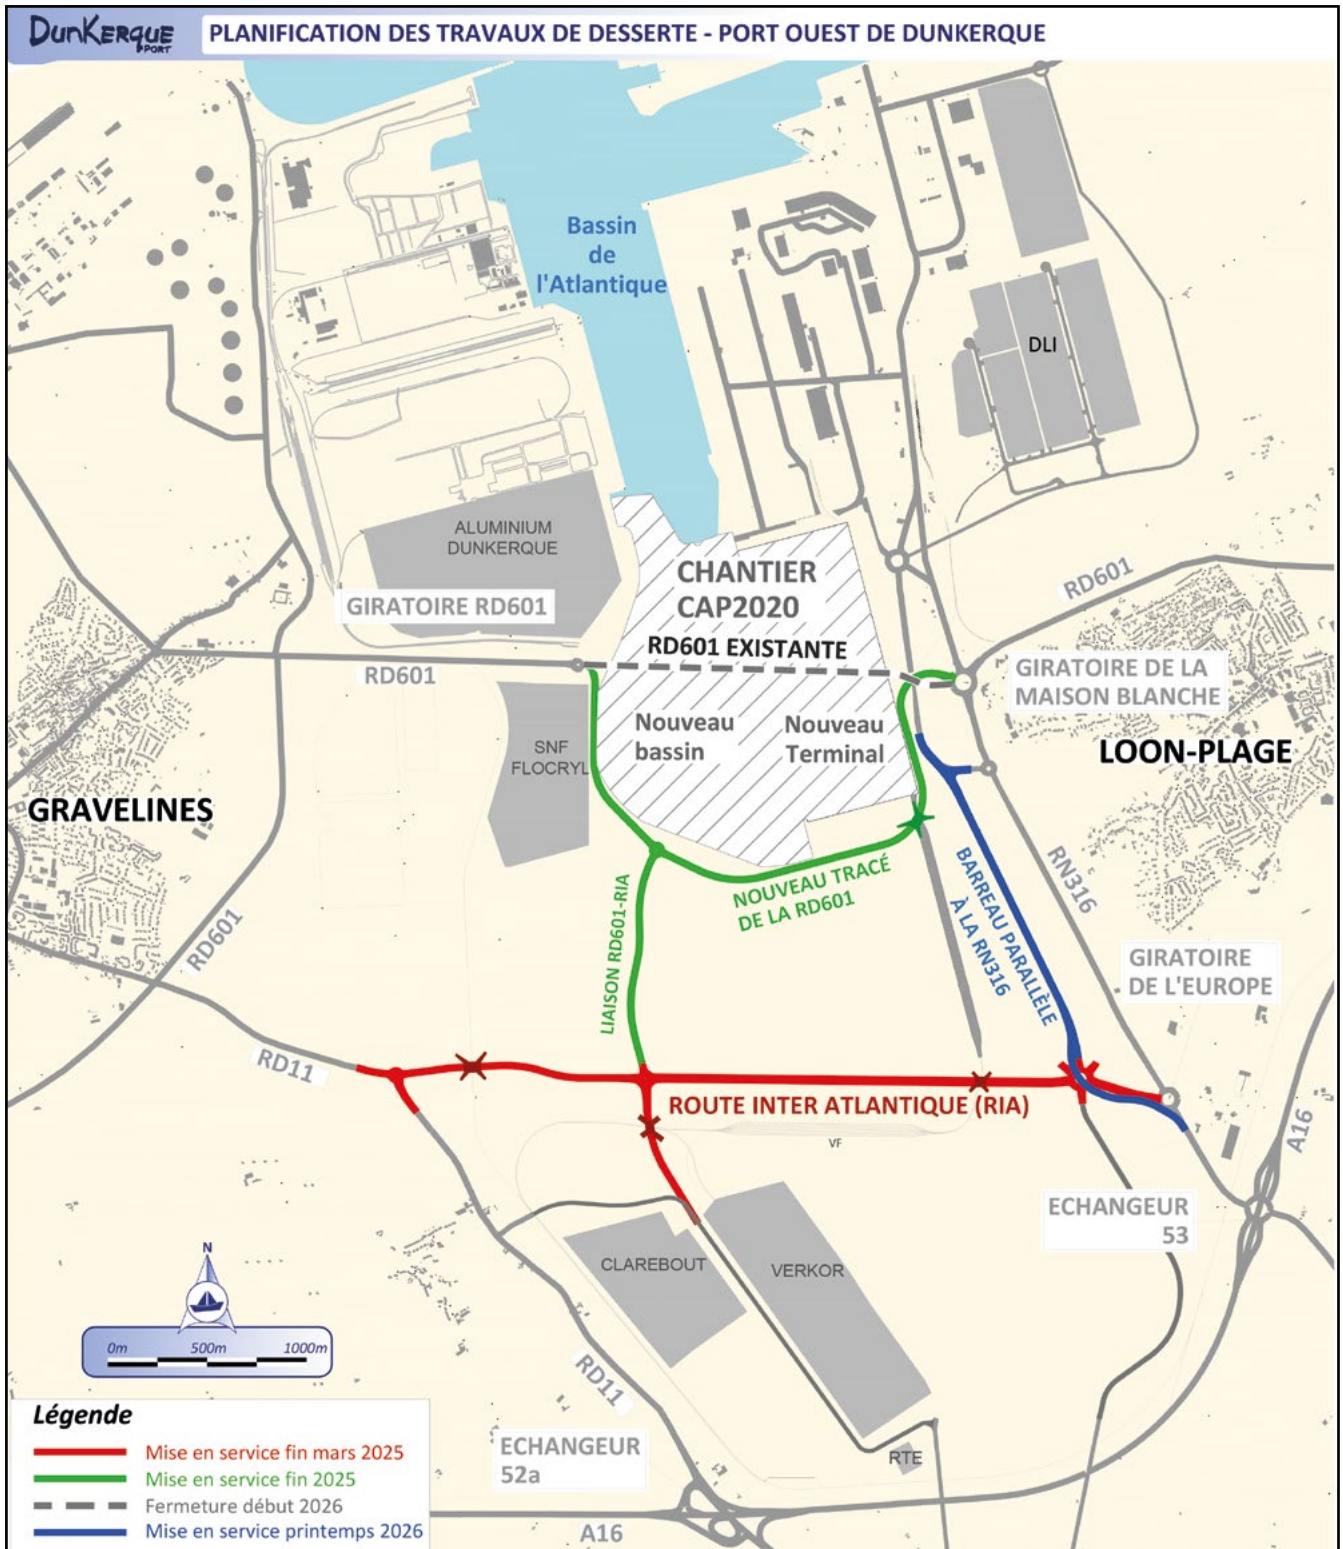 DUNKERQUE
PORT
PLANIFICATION DES TRAVAUX DE DESSERTE - PORT OUEST DE DUNKERQUE
Bassin
de
l'Atlantique
DLI
ALUMINIUM
DUNKERQUE
CHANTIER
CAP2020
GIRATOIRE RD601
RD601
RD601 EXISTANTE
RD601
GIRATOIRE DE LA
MAISON BLANCHE
Nouveau
bassin
Nouveau
Terminal
SNF
FLOCRYL
LOON-PLAGE
GRAVELINES
RN316
NOUVEAU TRACÉ
DE LA RD601
BARREAU PARALLÈLE
À LA RN316
LIAISON RD601-RIA
RD601
GIRATOIRE
DE L'EUROPE
RD11
ROUTE INTER ATLANTIQUE (RIA)
VF
A16
ECHANGEUR
53
CLAREBOUT
VERKOR
N
0m 500m 1000m
RD11
ECHANGEUR
52a
RTE
A16
Légende
Mise en service fin mars 2025
Mise en service fin 2025
Fermeture début 2026
Mise en service printemps 2026